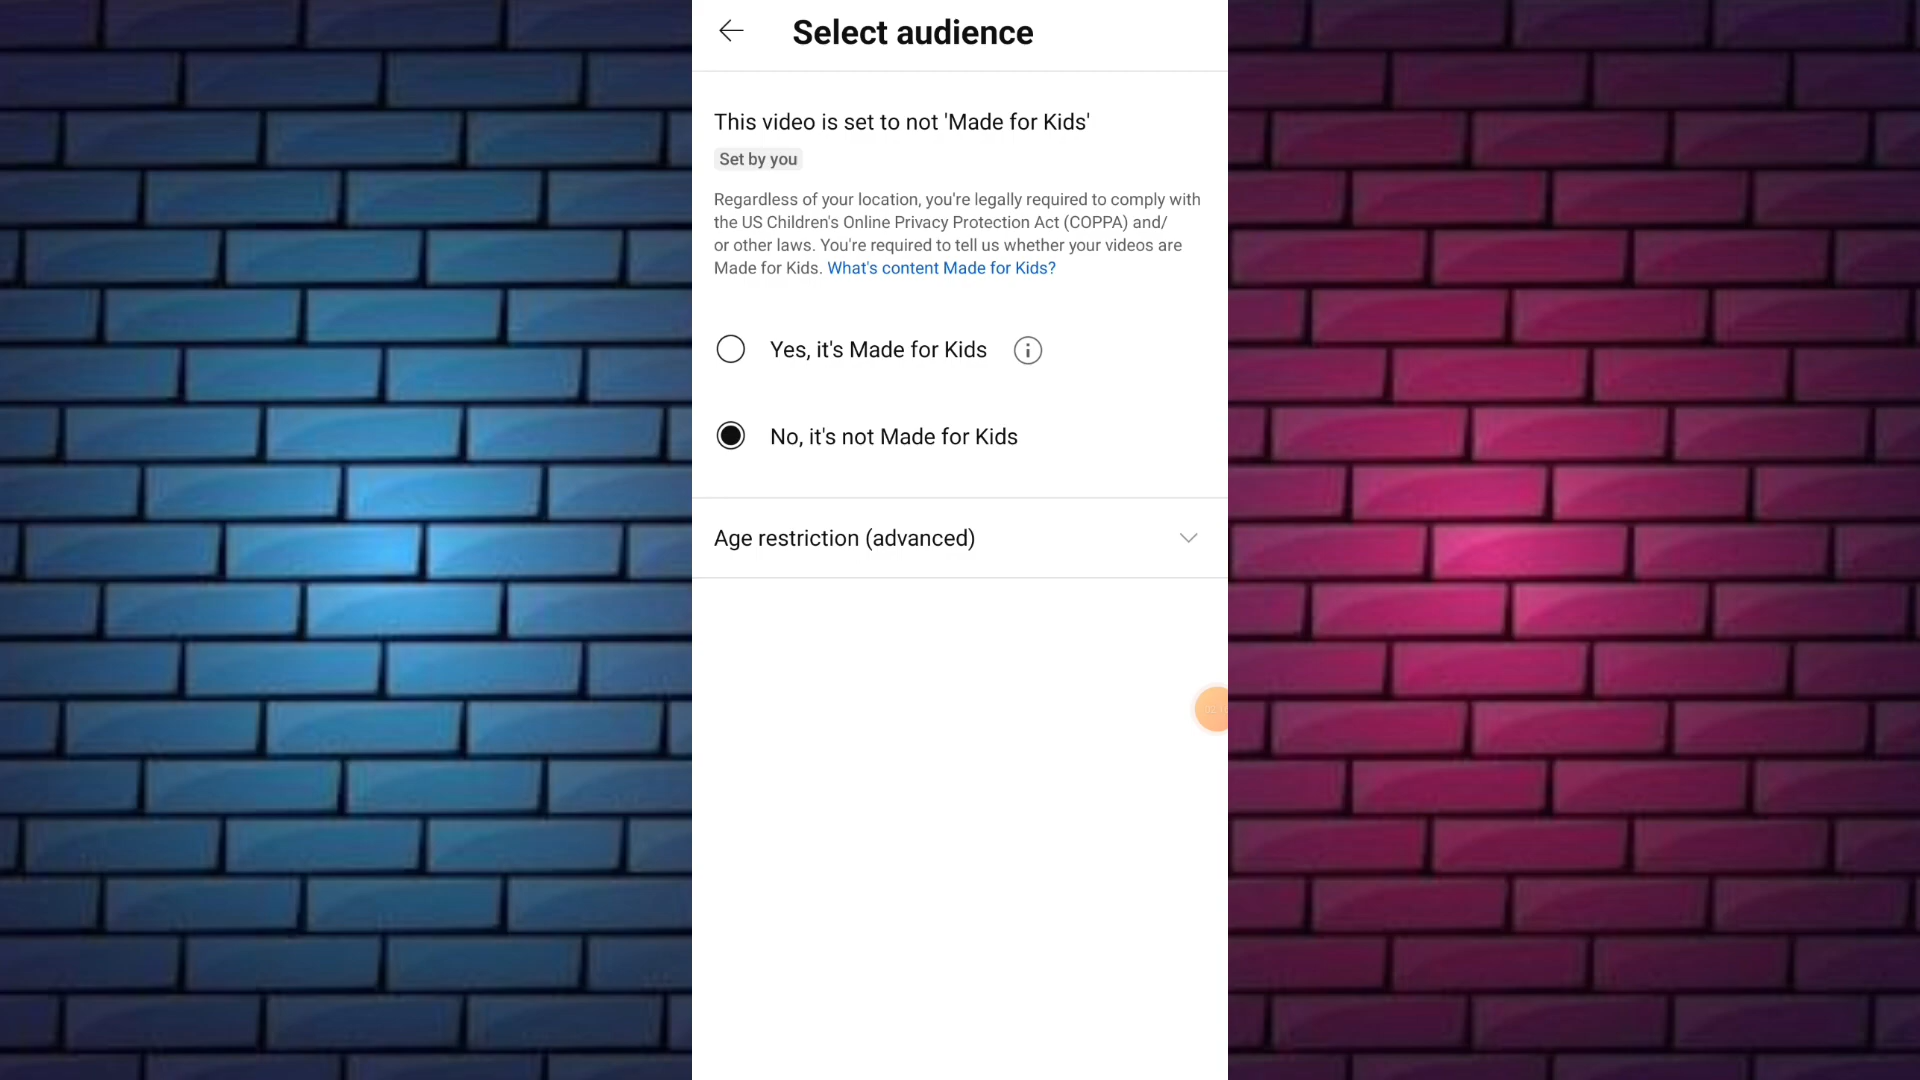 Select audience
This video is set to not 'Made for Kids'
Set by you
Regardless of your location, you're legally required to comply with
the US Children's Online Privacy Protection Act (COPPA) and/
or other laws. You're required to tell us whether your videos are
Made for Kids. What's content Made for Kids?
Yes, it's Made for Kids
No, it's not Made for Kids
Age restriction (advanced)